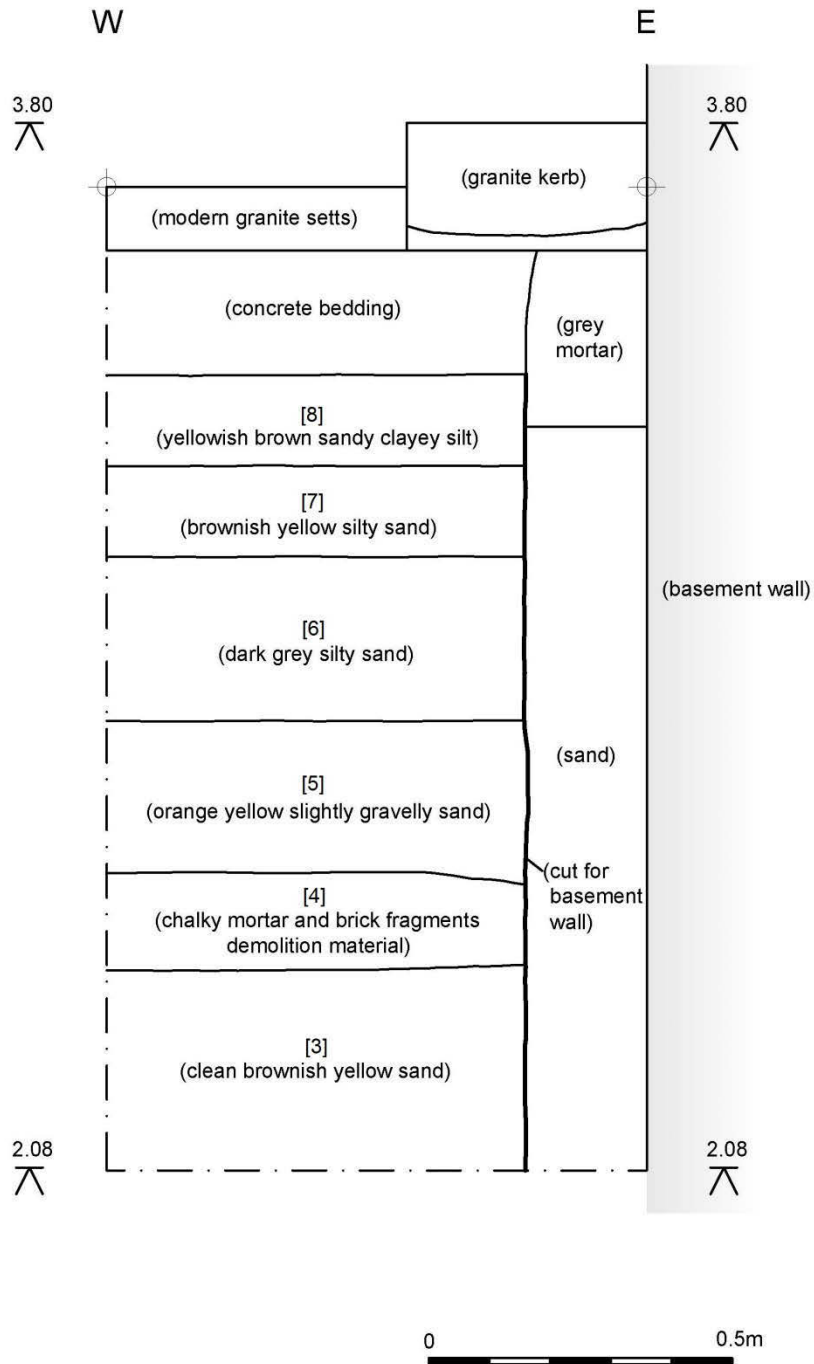 W
E
3.80
3.80
(granite kerb)
(modern granite setts)
(concrete bedding)
(grey
mortar)
[8]
(yellowish brown sandy clayey silt)
[7]
(brownish yellow silty sand)
(basement wall)
[6]
(dark grey silty sand)
(sand)
[5]
(orange yellow slightly gravelly sand)
(cut for
basement
wall)
[4]
(chalky mortar and brick fragments
demolition material)
[3]
(clean brownish yellow sand)
2.08
2.08
0
0.5m